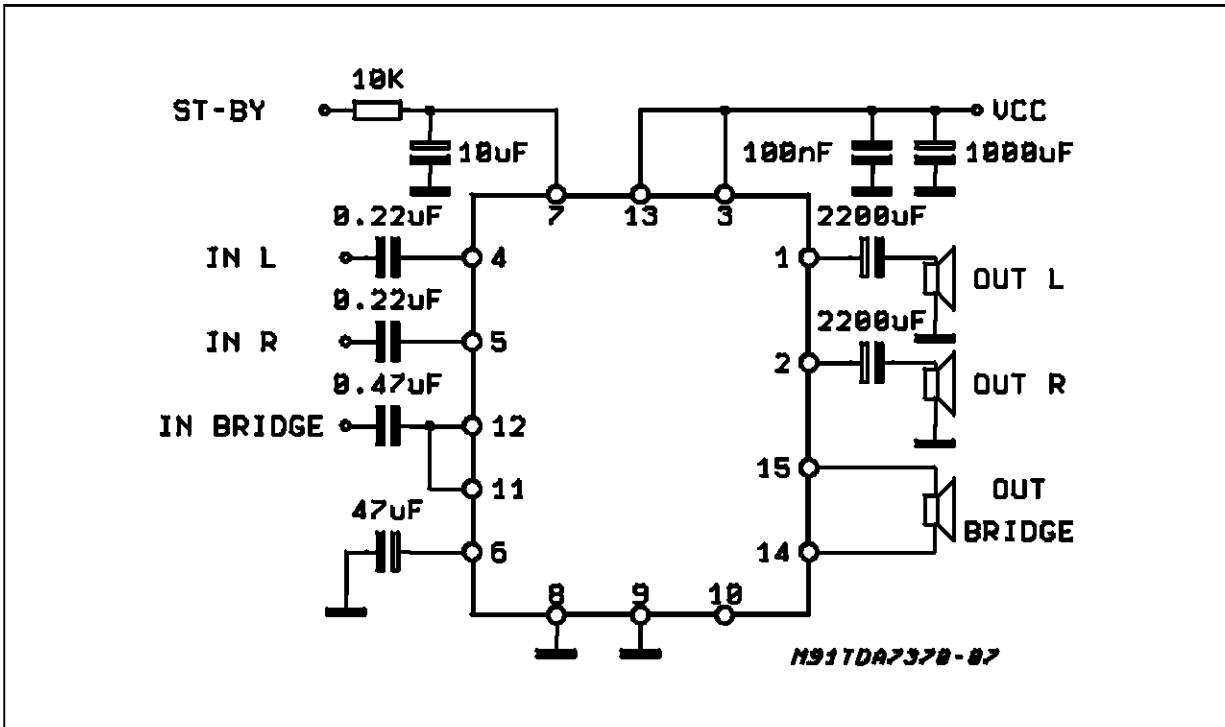 10K
ST-BY
VCC
10uF
100nF
1000uF
7
13
3
0.22uF
2200uF
IN L
4
1
OUT L
0.22uF
2200uF
IN R
5
2
OUT R
0.47uF
IN BRIDGE
12
15
11
OUT
BRIDGE
47uF
6
14
8
9
10
M91TDA7370-07